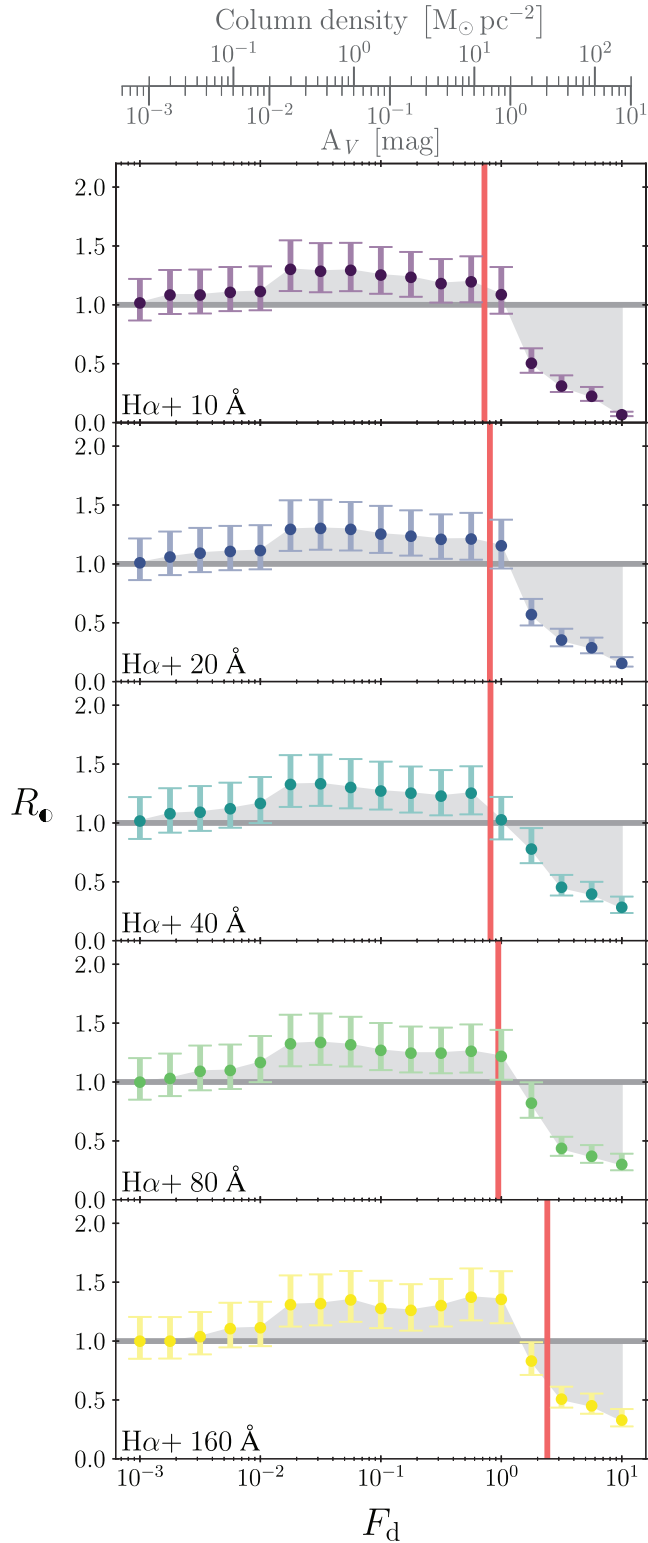 Column density [M⊙ pc⁻²]
10⁻¹ 10⁰ 10¹ 10²
10⁻³ 10⁻² 10⁻¹ 10⁰ 10¹
A_V [mag]
2.0
1.5
1.0
0.5
0.0
Hα+ 10 Å
2.0
1.5
1.0
0.5
0.0
Hα+ 20 Å
2.0
1.5
1.0
0.5
0.0
Hα+ 40 Å
R◐
2.0
1.5
1.0
0.5
0.0
Hα+ 80 Å
2.0
1.5
1.0
0.5
0.0
Hα+ 160 Å
10⁻³ 10⁻² 10⁻¹ 10⁰ 10¹
F_d